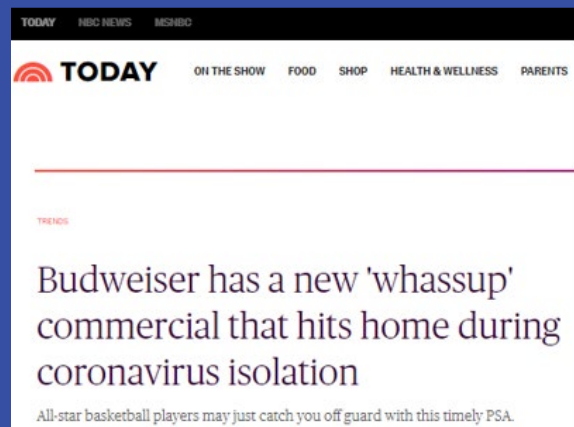 TODAY NBC NEWS MSNBC
TODAY ON THE SHOW FOOD SHOP HEALTH & WELLNESS PARENTS
TRENDS
Budweiser has a new 'whassup'
commercial that hits home during
coronavirus isolation
All-star basketball players may just catch you off guard with this timely PSA.